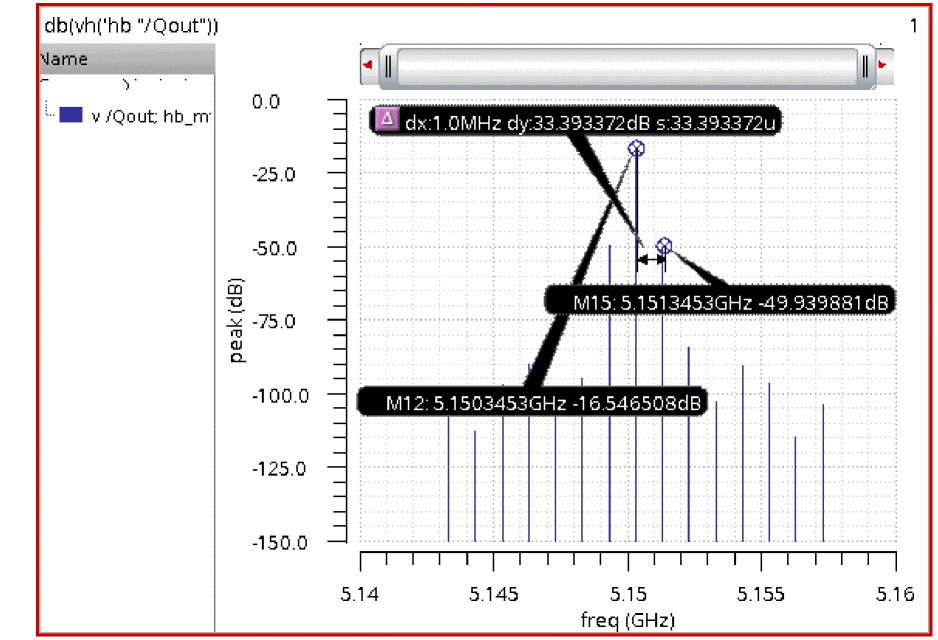 db(vh('hb "/Qout"))
1
Name
v /Qout; hb_m
dx:1.0MHz dy:33.393372dB s:33.393372u
M15: 5.1513453GHz -49.939881dB
M12: 5.1503453GHz -16.546508dB
0.0
-25.0
-50.0
-75.0
-100.0
-125.0
-150.0
peak (dB)
5.14
5.145
5.15
5.155
5.16
freq (GHz)